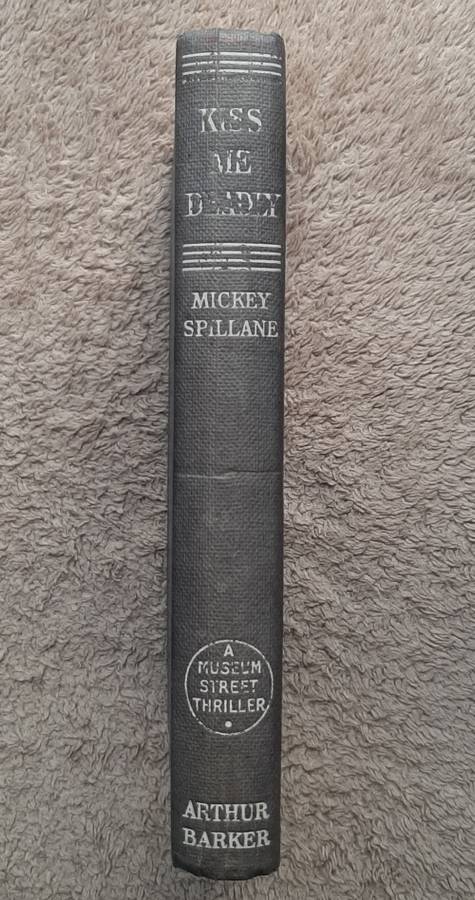 KISS
ME
DEADLY
MICKEY
SPILLANE
A
MUSEUM
STREET
THRILLER
ARTHUR
BARKER